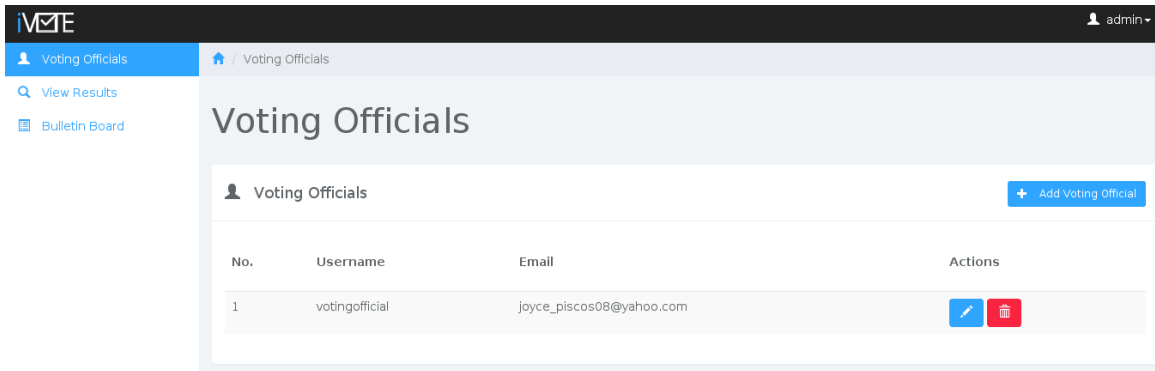 iVOTE
admin
Voting Officials
View Results
Bulletin Board
/ Voting Officials
Voting Officials
Voting Officials
+ Add Voting Official
No. Username Email Actions
1 votingofficial joyce_piscos08@yahoo.com